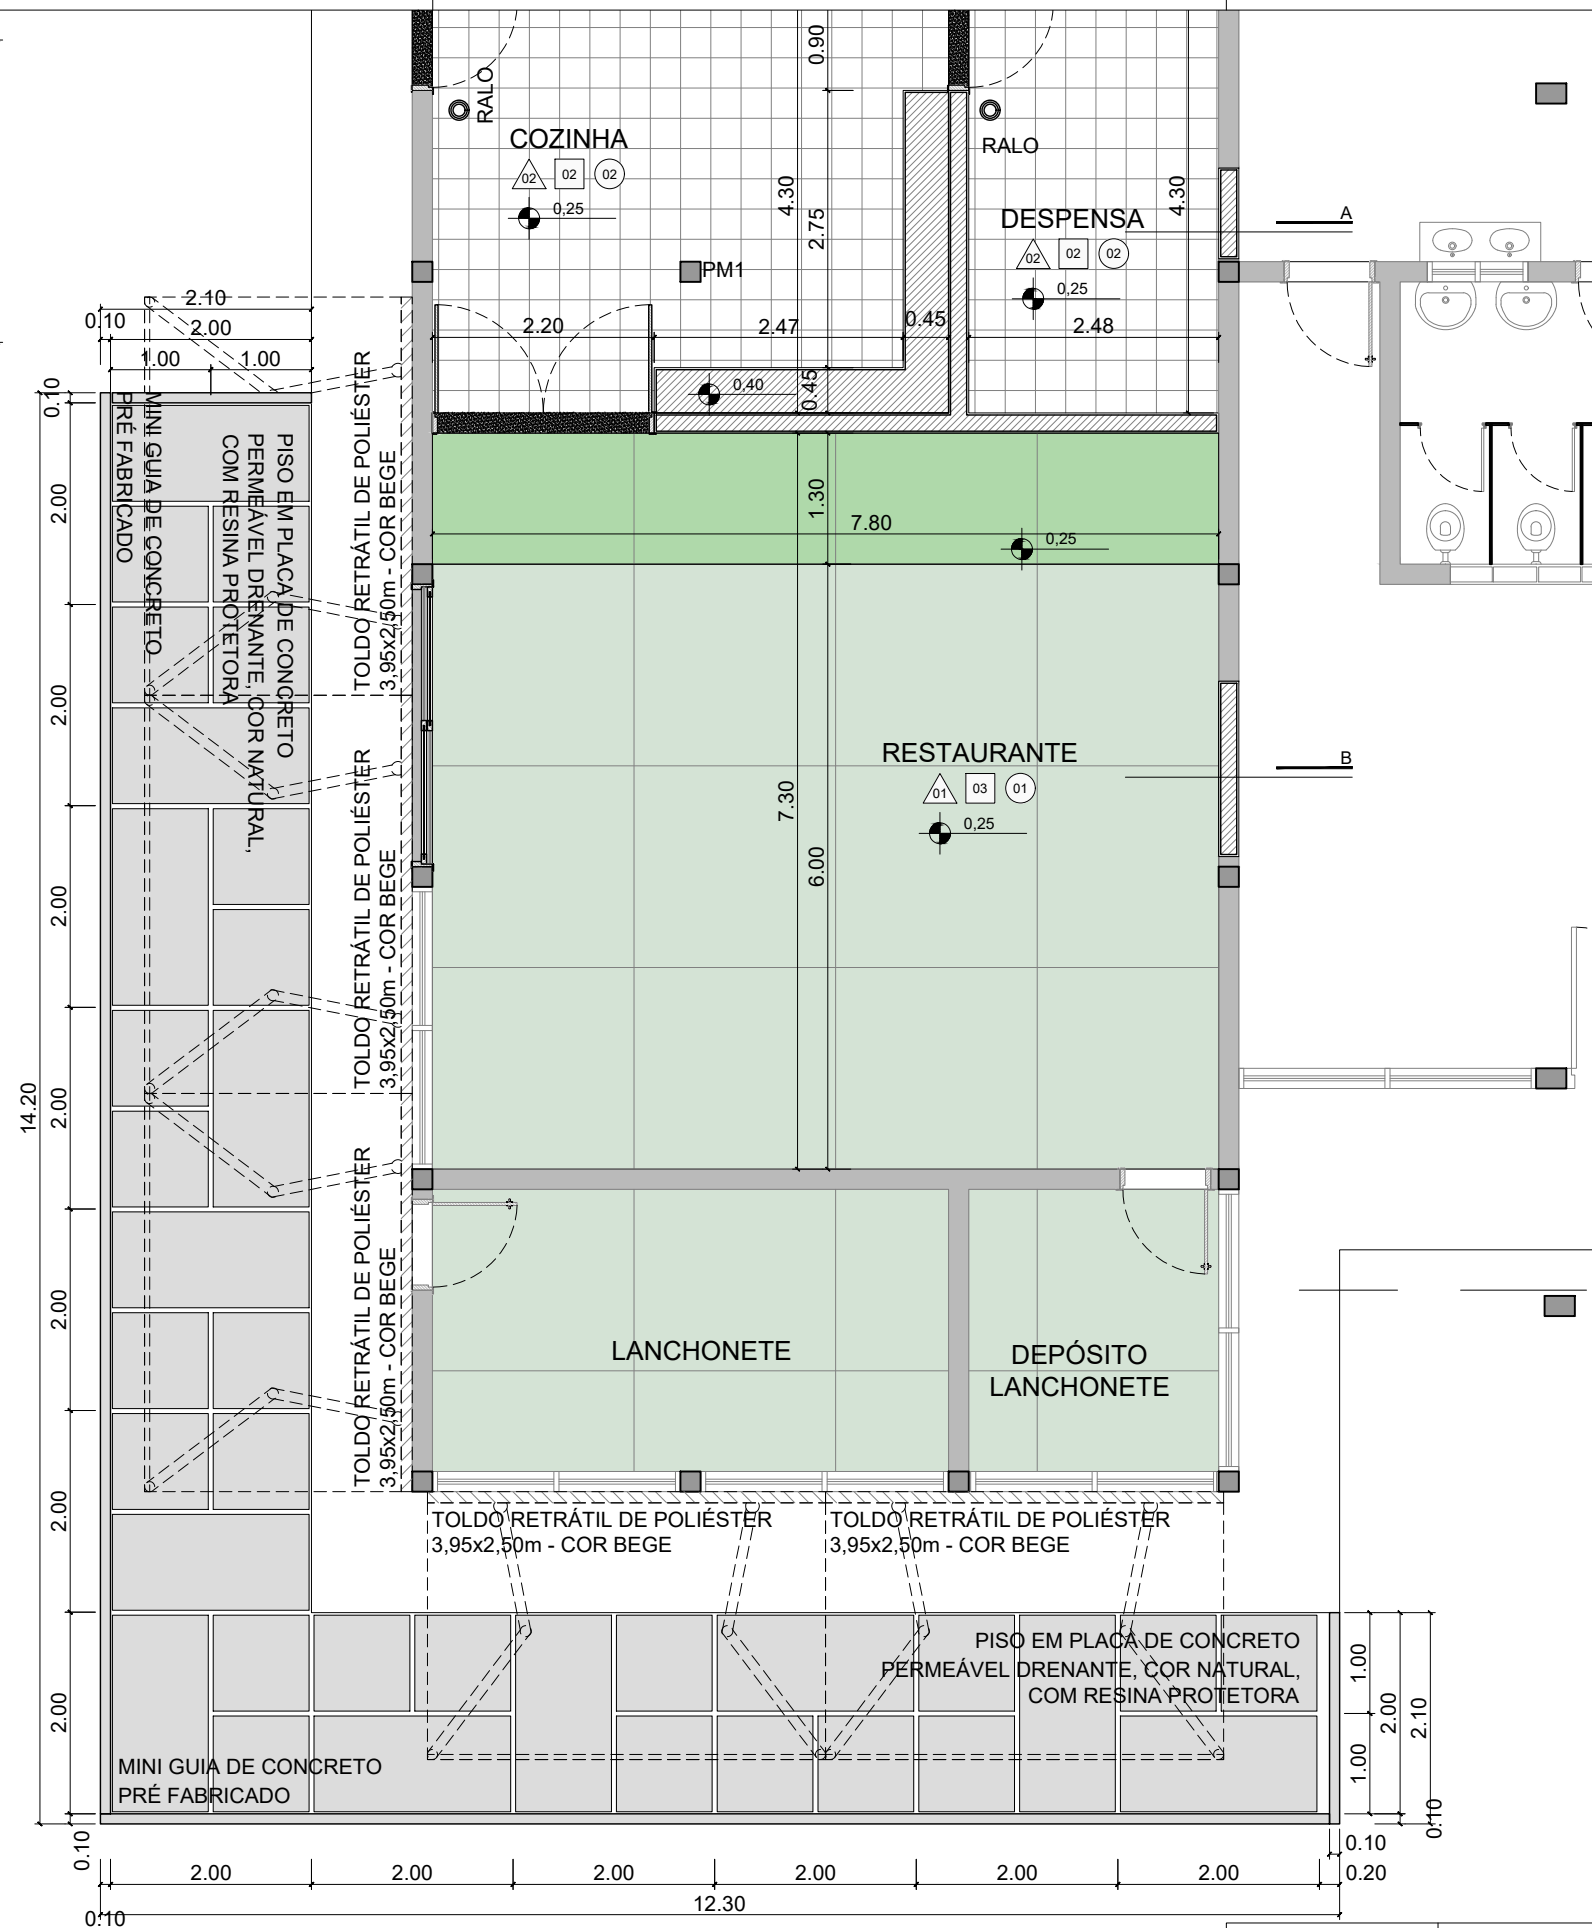 0.90
RALO
COZINHA
02 02 02
0,25
RALO
4.30
2.75
4.30
DESPENSA
02 02 02
0,25
A
PM1
2.10
0.10
2.00
1.00 1.00
2.20
2.47
0.45
2.48
0.10
0,40
0.45
MINI GUIA DE CONCRETO
PRÉ FABRICADO
PISO EM PLACA DE CONCRETO
PERMEÁVEL DRENANTE, COR NATURAL,
COM RESINA PROTETORA
TOLDO RETRÁTIL DE POLIÉSTER
3,95x2,50m - COR BEGE
2.00
1.30
7.80
0,25
2.00
RESTAURANTE
01 03 01
0,25
B
7.30
6.00
TOLDO RETRÁTIL DE POLIÉSTER
3,95x2,50m - COR BEGE
2.00
14.20
2.00
TOLDO RETRÁTIL DE POLIÉSTER
3,95x2,50m - COR BEGE
2.00
LANCHONETE
DEPÓSITO
LANCHONETE
2.00
TOLDO RETRÁTIL DE POLIÉSTER
3,95x2,50m - COR BEGE
TOLDO RETRÁTIL DE POLIÉSTER
3,95x2,50m - COR BEGE
PISO EM PLACA DE CONCRETO
PERMEÁVEL DRENANTE, COR NATURAL,
COM RESINA PROTETORA
2.00
1.00
1.00
2.00
2.10
0.10
MINI GUIA DE CONCRETO
PRÉ FABRICADO
0.10
0.10
2.00 2.00 2.00 2.00 2.00 2.00 0.20
12.30
0.10